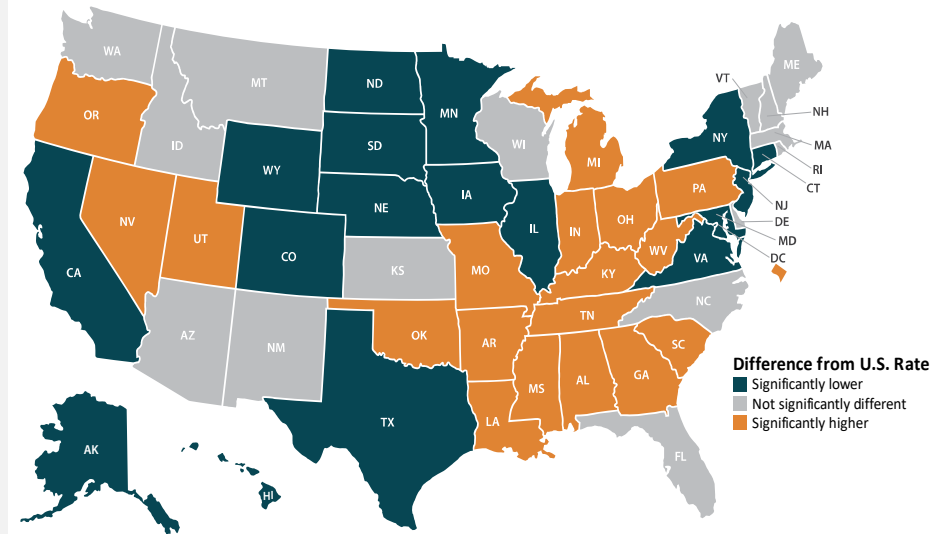 WA
MT
ND
MN
OR
ID
SD
WI
MI
WY
NE
IA
IL
IN
OH
PA
NY
VT
ME
NH
MA
RI
CT
NJ
DE
MD
DC
NV
UT
CO
CA
KS
MO
KY
WV
VA
AZ
NM
OK
AR
TN
NC
SC
MS
AL
GA
LA
TX
FL
AK
HI
Difference from U.S. Rate
Significantly lower
Not significantly different
Significantly higher